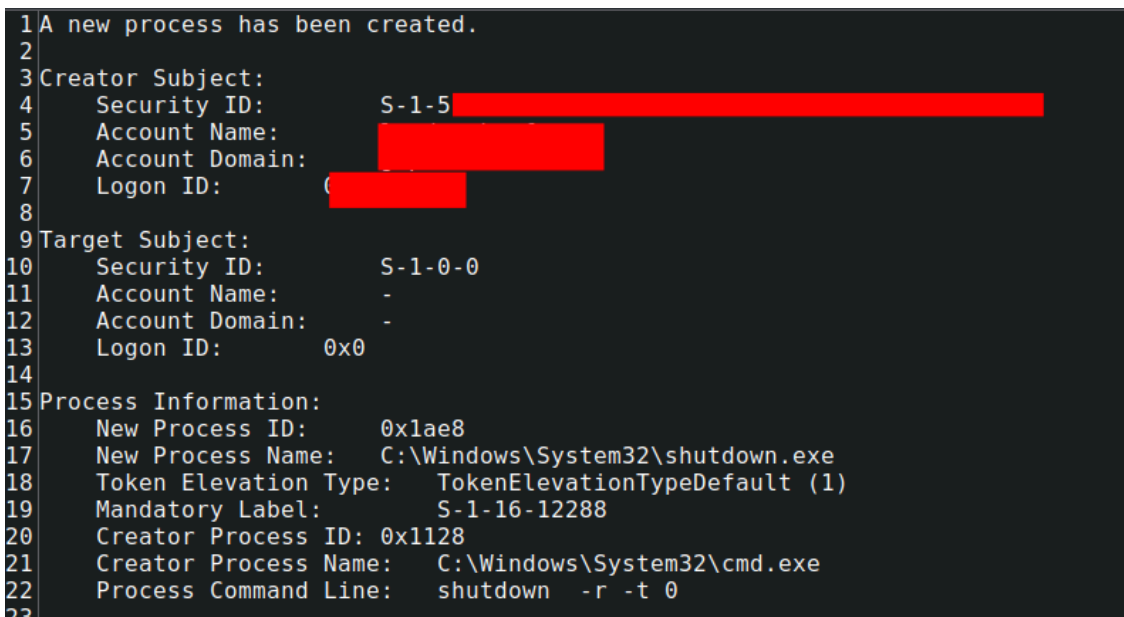 1 A new process has been created.
2
3 Creator Subject:
4 Security ID: S-1-5
5 Account Name:
6 Account Domain:
7 Logon ID:
8
9 Target Subject:
10 Security ID: S-1-0-0
11 Account Name: -
12 Account Domain: -
13 Logon ID: 0x0
14
15 Process Information:
16 New Process ID: 0x1ae8
17 New Process Name: C:\Windows\System32\shutdown.exe
18 Token Elevation Type: TokenElevationTypeDefault (1)
19 Mandatory Label: S-1-16-12288
20 Creator Process ID: 0x1128
21 Creator Process Name: C:\Windows\System32\cmd.exe
22 Process Command Line: shutdown  -r -t 0
23